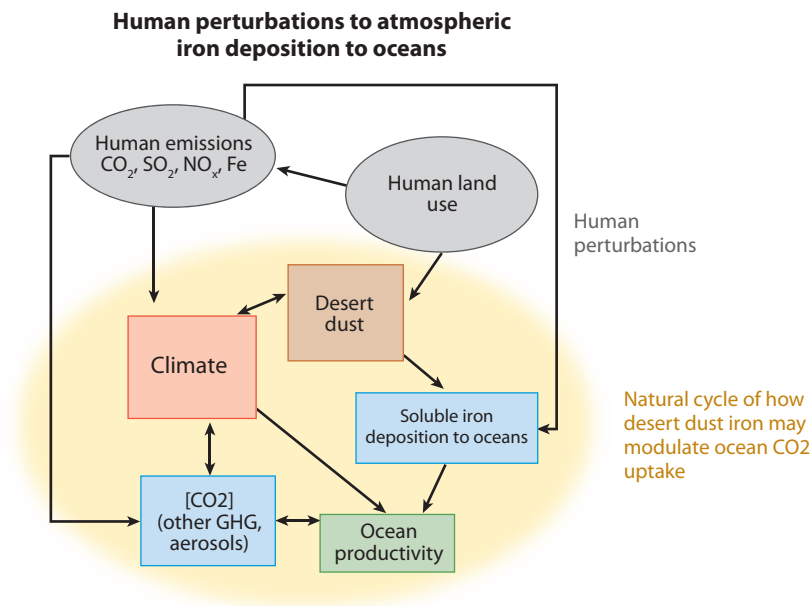 Human perturbations to atmospheric
iron deposition to oceans
Human emissions
CO₂, SO₂, NOₓ, Fe
Human land
use
Human
perturbations
Desert
dust
Climate
Soluble iron
deposition to oceans
Natural cycle of how
desert dust iron may
modulate ocean CO2
uptake
[CO2]
(other GHG,
aerosols)
Ocean
productivity